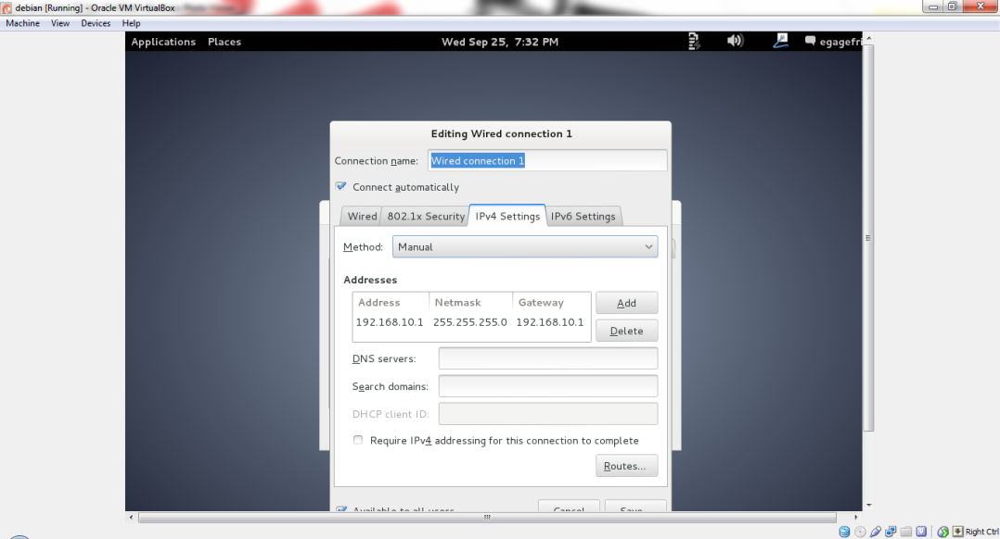 debian [Running] - Oracle VM VirtualBox
Machine View Devices Help
Applications Places Wed Sep 25, 7:32 PM egagefri
Editing Wired connection 1
Connection name: Wired connection 1
Connect automatically
Wired 802.1x Security IPv4 Settings IPv6 Settings
Method: Manual
Addresses
Address Netmask Gateway
192.168.10.1 255.255.255.0 192.168.10.1
Add
Delete
DNS servers:
Search domains:
DHCP client ID:
Require IPv4 addressing for this connection to complete
Routes...
Available to all users Cancel Save
Right Ctrl